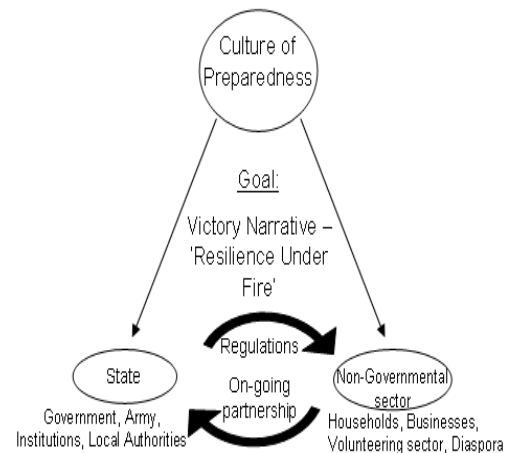 Culture of
Preparedness
Goal:
Victory Narrative –
'Resilience Under
Fire'
Regulations
On-going
partnership
State
Government, Army,
Institutions, Local Authorities
Non-Governmental
sector
Households, Businesses,
Volunteering sector, Diaspora